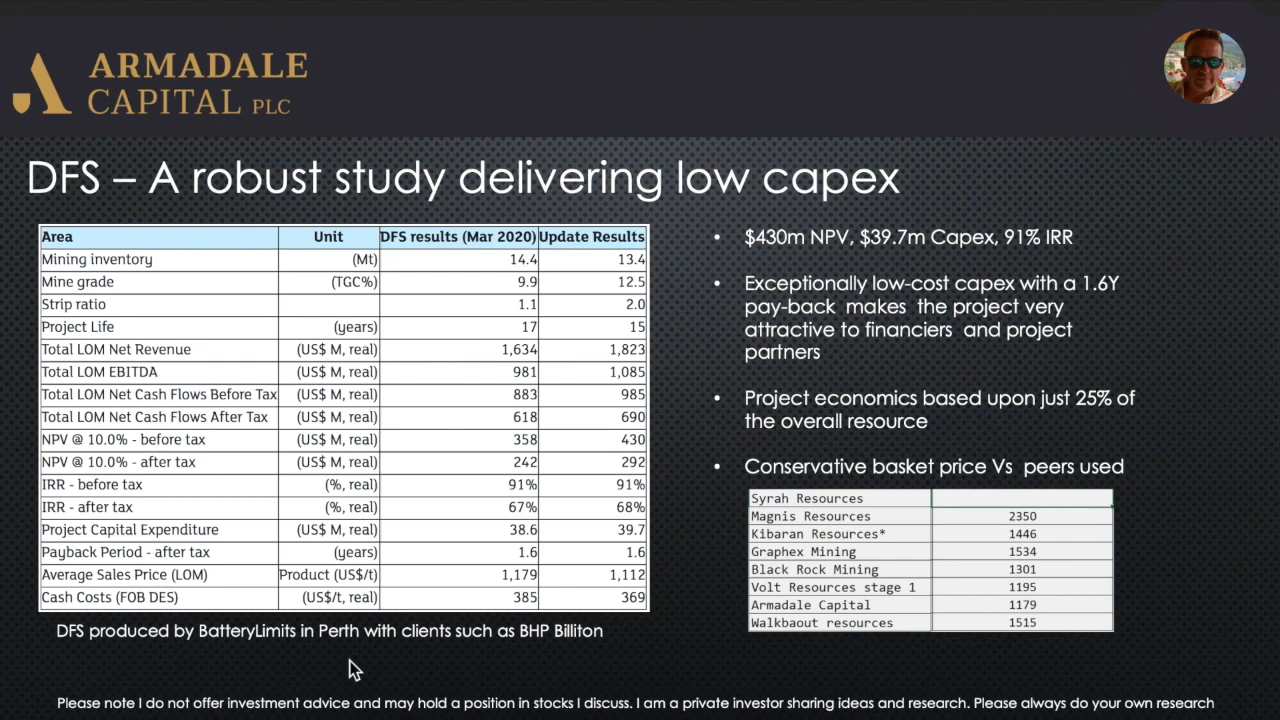 ARMADALE
CAPITAL PLC
DFS – A robust study delivering low capex
Area Unit DFS results (Mar 2020) Update Results
Mining inventory (Mt) 14.4 13.4
Mine grade (TGC%) 9.9 12.5
Strip ratio 1.1 2.0
Project Life (years) 17 15
Total LOM Net Revenue (US$ M, real) 1,634 1,823
Total LOM EBITDA (US$ M, real) 981 1,085
Total LOM Net Cash Flows Before Tax (US$ M, real) 883 985
Total LOM Net Cash Flows After Tax (US$ M, real) 618 690
NPV @ 10.0% - before tax (US$ M, real) 358 430
NPV @ 10.0% - after tax (US$ M, real) 242 292
IRR - before tax (%, real) 91% 91%
IRR - after tax (%, real) 67% 68%
Project Capital Expenditure (US$ M, real) 38.6 39.7
Payback Period - after tax (years) 1.6 1.6
Average Sales Price (LOM) Product (US$/t) 1,179 1,112
Cash Costs (FOB DES) (US$/t, real) 385 369
DFS produced by BatteryLimits in Perth with clients such as BHP Billiton
• $430m NPV, $39.7m Capex, 91% IRR
• Exceptionally low-cost capex with a 1.6Y
pay-back makes the project very
attractive to financiers and project
partners
• Project economics based upon just 25% of
the overall resource
• Conservative basket price Vs peers used
Syrah Resources
Magnis Resources 2350
Kibaran Resources* 1446
Graphex Mining 1534
Black Rock Mining 1301
Volt Resources stage 1 1195
Armadale Capital 1179
Walkbaout resources 1515
Please note I do not offer investment advice and may hold a position in stocks I discuss. I am a private investor sharing ideas and research. Please always do your own research